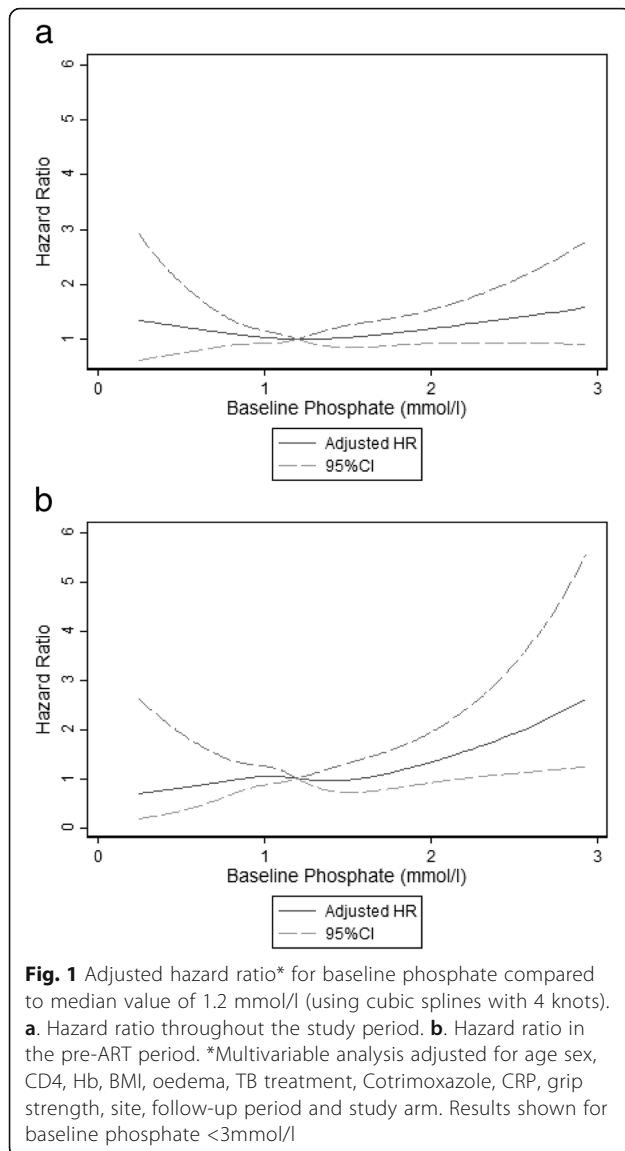 a
6
5
4
3
2
1
Hazard Ratio
0 1 2 3
Baseline Phosphate (mmol/l)
Adjusted HR
95%CI
b
6
5
4
3
2
1
0
Hazard Ratio
0 1 2 3
Baseline Phosphate (mmol/l)
Adjusted HR
95%CI
Fig. 1 Adjusted hazard ratio* for baseline phosphate compared
to median value of 1.2 mmol/l (using cubic splines with 4 knots).
a. Hazard ratio throughout the study period. b. Hazard ratio in
the pre-ART period. *Multivariable analysis adjusted for age sex,
CD4, Hb, BMI, oedema, TB treatment, Cotrimoxazole, CRP, grip
strength, site, follow-up period and study arm. Results shown for
baseline phosphate <3mmol/l